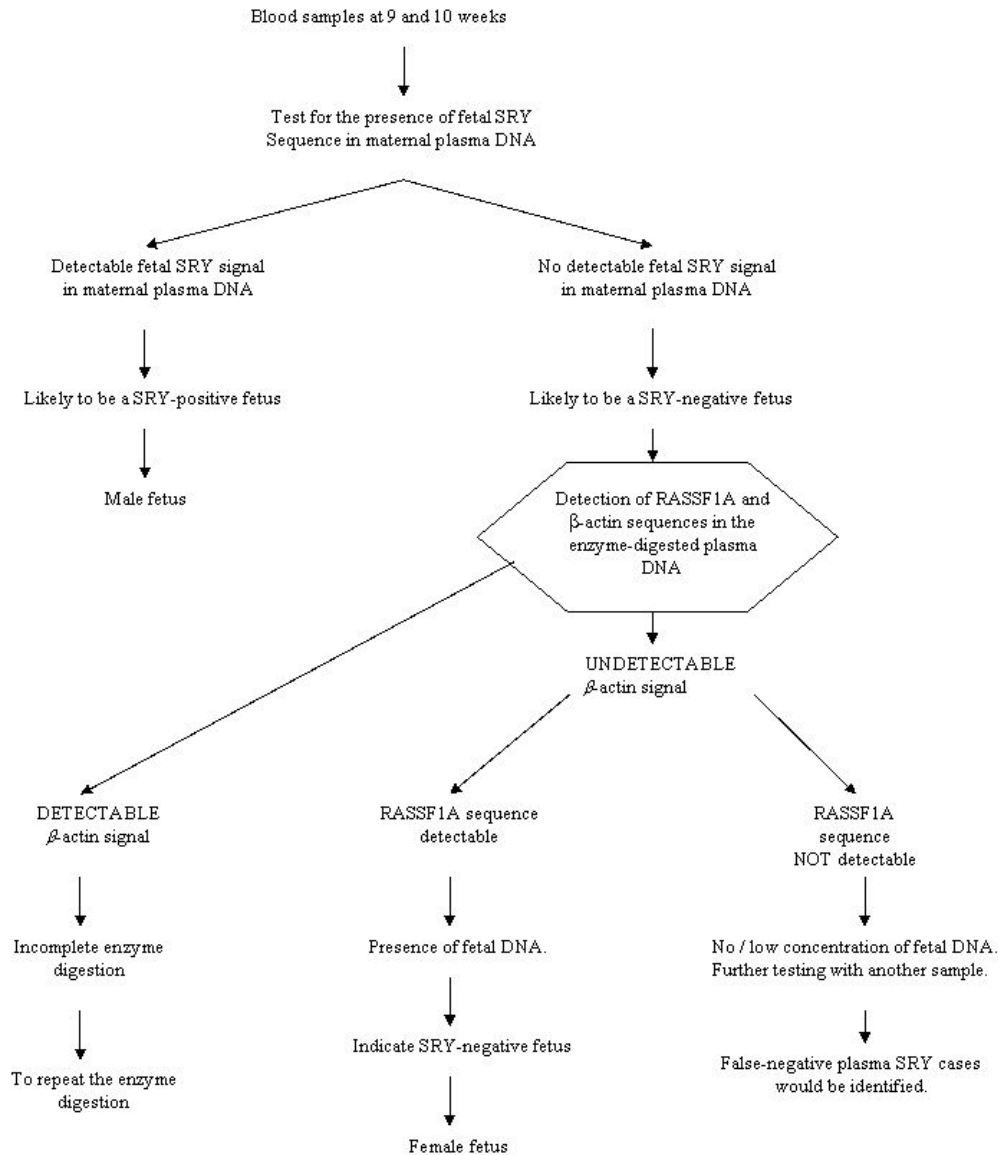 Blood samples at 9 and 10 weeks
Test for the presence of fetal SRY
Sequence in maternal plasma DNA
Detectable fetal SRY signal
in maternal plasma DNA
No detectable fetal SRY signal
in maternal plasma DNA
Likely to be a SRY-positive fetus
Likely to be a SRY-negative fetus
Male fetus
Detection of RASSF1A and
β-actin sequences in the
enzyme-digested plasma
DNA
UNDETECTABLE
β-actin signal
DETECTABLE
β-actin signal
RASSF1A sequence
detectable
RASSF1A
sequence
NOT detectable
Incomplete enzyme
digestion
Presence of fetal DNA.
No / low concentration of fetal DNA.
Further testing with another sample.
To repeat the enzyme
digestion
Indicate SRY-negative fetus
False-negative plasma SRY cases
would be identified.
Female fetus